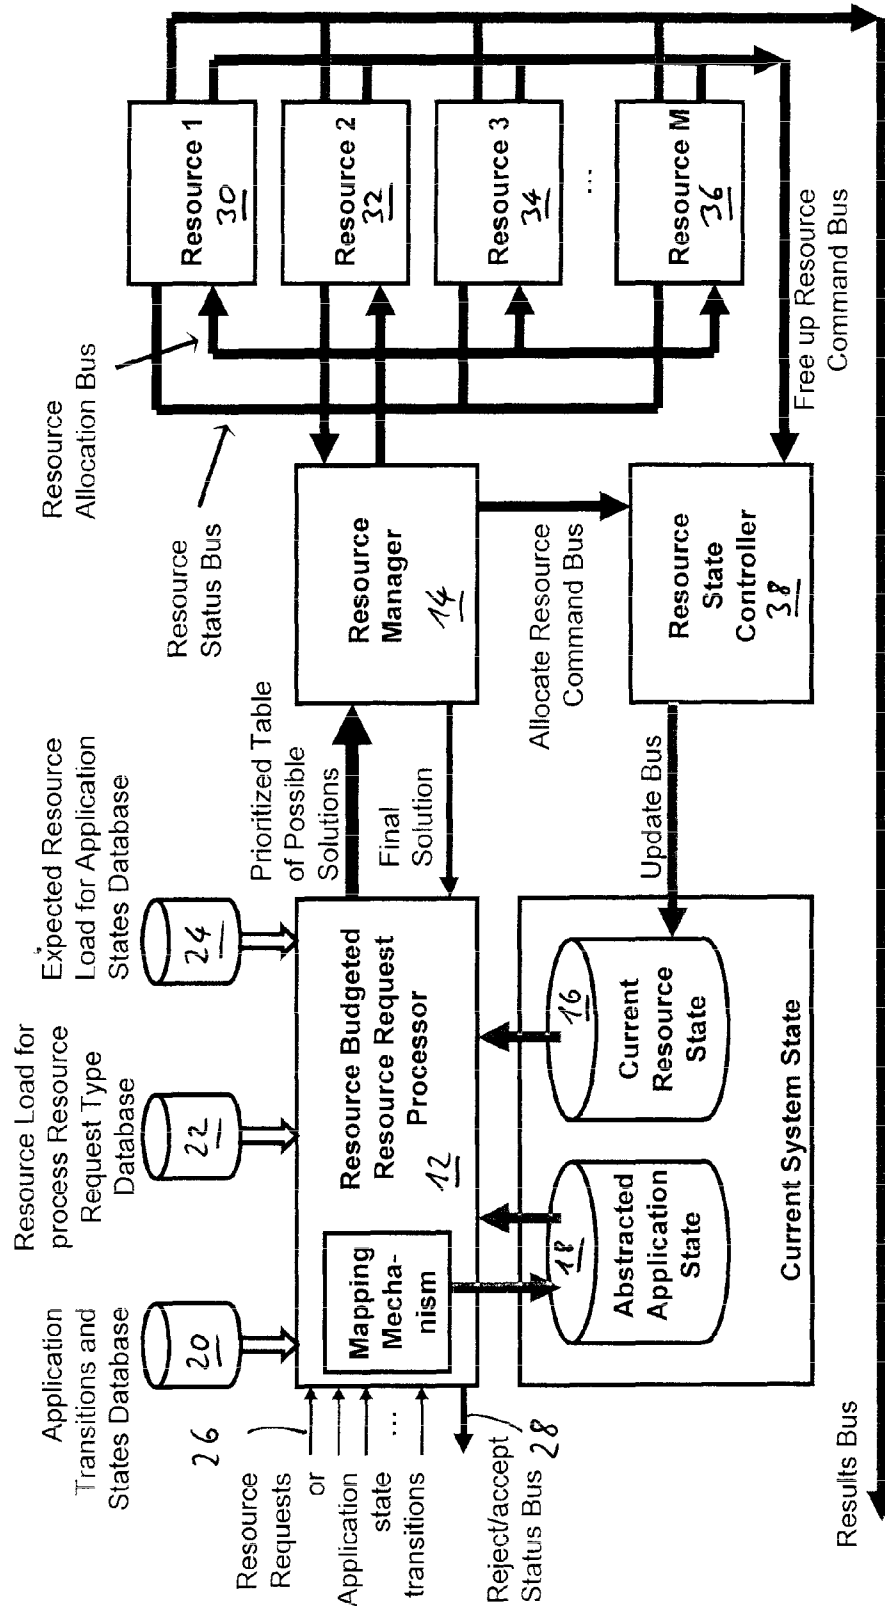 Application
Transitions and
States Database
20
Resource Load for
process Resource
Request Type
Database
22
Expected Resource
Load for Application
States Database
24
26
Resource
Requests
or
Application
state
transitions
...
Reject/accept
Status Bus
28
Mapping
Mecha-
nism
Resource Budgeted
Resource Request
Processor
12
Prioritized Table
of Possible
Solutions
Final
Solution
Resource
Manager
14
Resource
Status Bus
Resource
Allocation Bus
Resource 1
30
Resource 2
32
Resource 3
34
...
Resource M
36
Free up Resource
Command Bus
Allocate Resource
Command Bus
Resource
State
Controller
38
Update Bus
18
Abstracted
Application
State
16
Current
Resource
State
Current System State
Results Bus